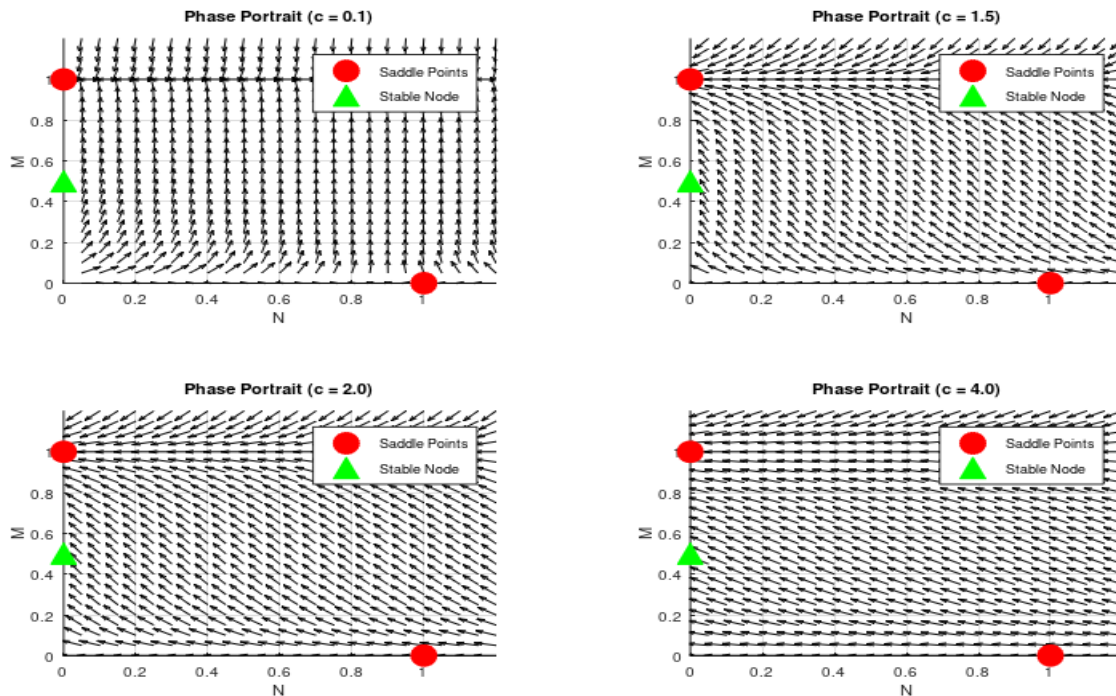 Phase Portrait (c = 0.1)
Saddle Points
Stable Node
1
0.8
0.6
0.4
0.2
0
M
0
0.2
0.4
0.6
0.8
1
N
Phase Portrait (c = 1.5)
Saddle Points
Stable Node
1
0.8
0.6
0.4
0.2
0
M
0
0.2
0.4
0.6
0.8
1
N
Phase Portrait (c = 2.0)
Saddle Points
Stable Node
1
0.8
0.6
0.4
0.2
0
M
0
0.2
0.4
0.6
0.8
1
N
Phase Portrait (c = 4.0)
Saddle Points
Stable Node
1
0.8
0.6
0.4
0.2
0
M
0
0.2
0.4
0.6
0.8
1
N